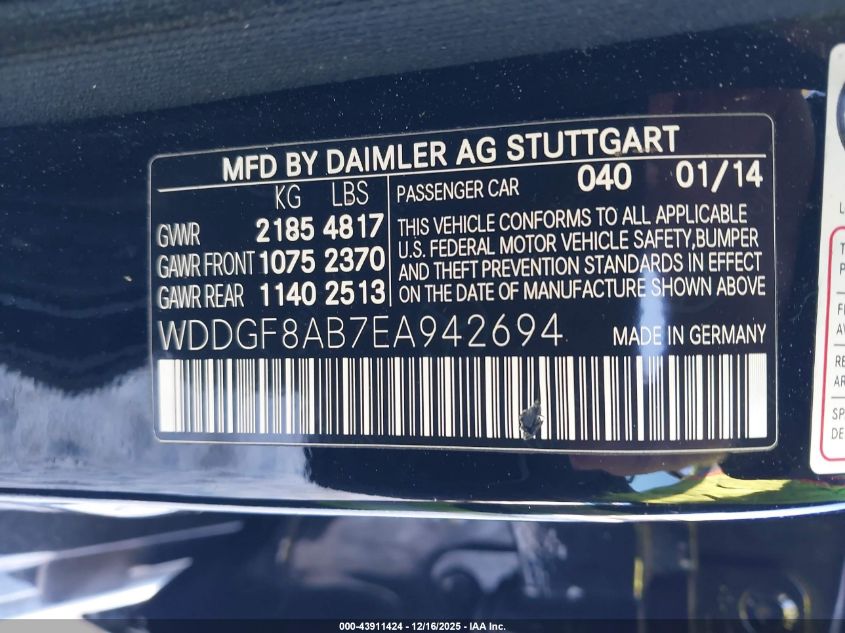 MFD BY DAIMLER AG STUTTGART
KG LBS
GVWR 2185 4817
GAWR FRONT 1075 2370
GAWR REAR 1140 2513
PASSENGER CAR 040 01/14
THIS VEHICLE CONFORMS TO ALL APPLICABLE
U.S. FEDERAL MOTOR VEHICLE SAFETY,BUMPER
AND THEFT PREVENTION STANDARDS IN EFFECT
ON THE DATE OF MANUFACTURE SHOWN ABOVE
WDDGF8AB7EA942694 MADE IN GERMANY
000-43911424 - 12/16/2025 - IAA Inc.